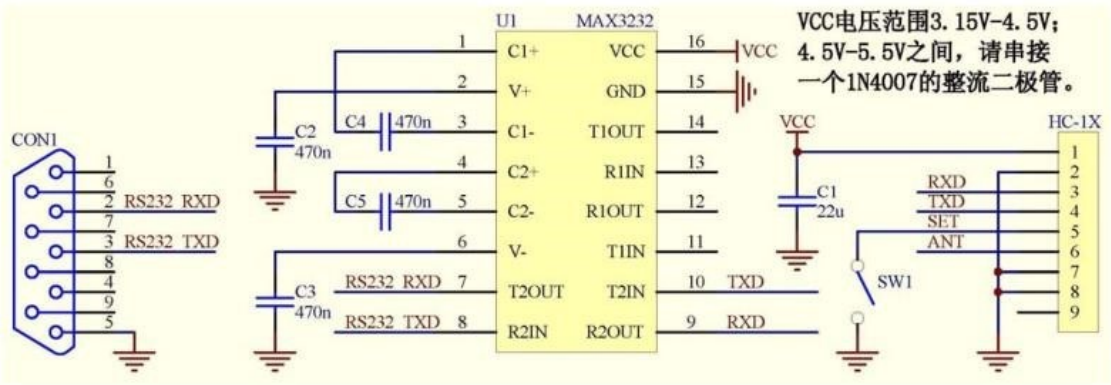 U1 MAX3232
VCC电压范围3.15V-4.5V;
4.5V-5.5V之间,请串接
一个1N4007的整流二极管。
1 C1+ VCC 16 VCC
2 V+ GND 15
C4 470n 3 C1- T1OUT 14
C2
470n
4 C2+ R1IN 13
C5 470n 5 C2- R1OUT 12
6 V- T1IN 11
RS232 RXD 7 T2OUT T2IN 10 TXD
C3
470n
RS232 TXD 8 R2IN R2OUT 9 RXD
CON1
1
6
2 RS232 RXD
7
3 RS232 TXD
8
4
9
5
VCC
C1
22u
SW1
HC-1X
1
2
RXD 3
TXD 4
SET 5
ANT 6
7
8
9